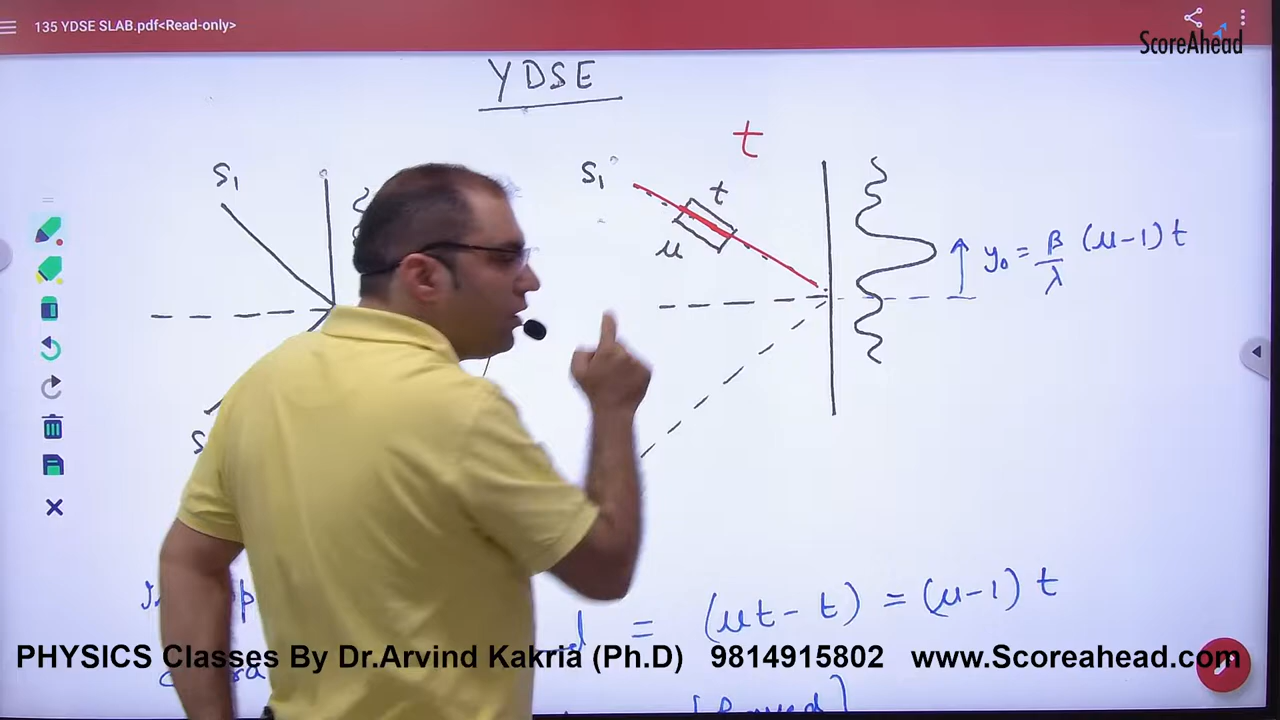 135 YDSE SLAB.pdf<Read-only>
ScoreAhead
YDSE
t
S₁
S₁
t
μ
y₀ = β/λ (μ-1) t
= (μt - t) = (μ-1) t
PHYSICS Classes By Dr.Arvind Kakria (Ph.D) 9814915802 www.Scoreahead.com